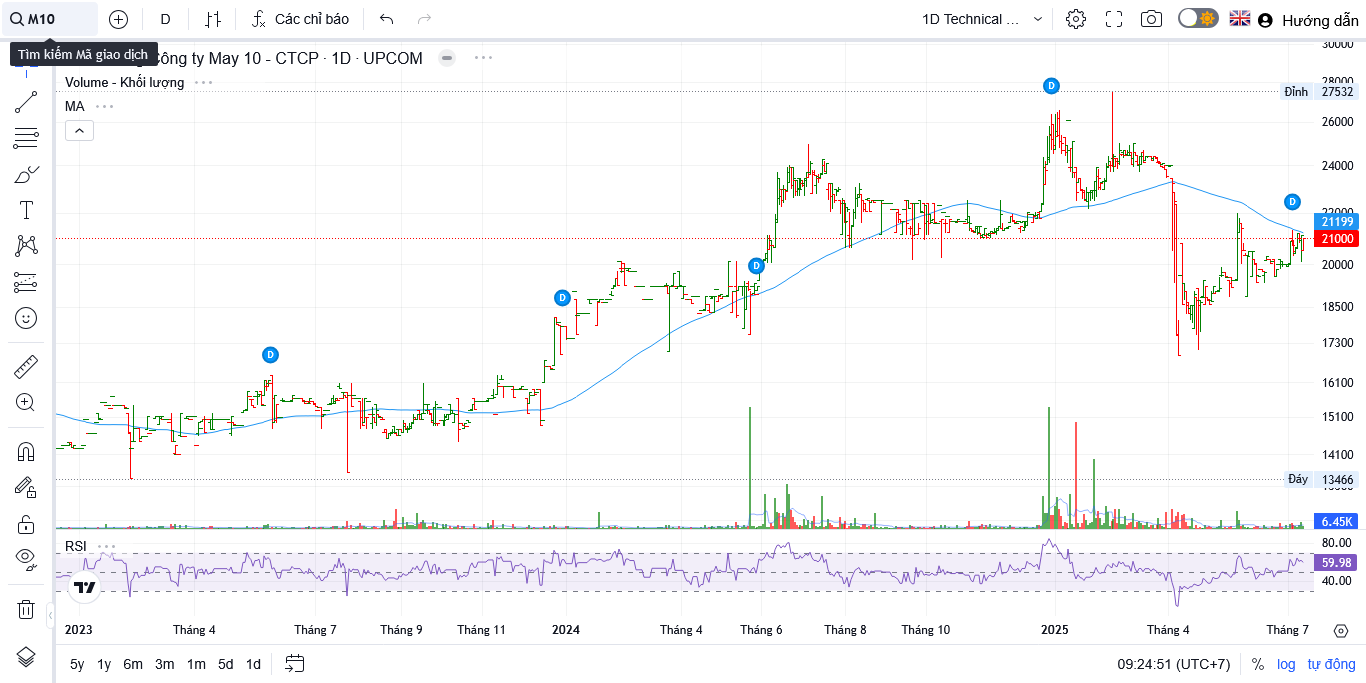 M10
D
Các chỉ báo
1D Technical ...
Hướng dẫn
Tìm kiếm Mã giao dịch
Công ty May 10 - CTCP · 1D · UPCOM
Volume - Khối lượng
MA
D
D
D
D
D
30000
28000
Đỉnh 27532
26000
24000
22000
21199
21000
20000
18500
17300
16100
15100
14100
Đáy 13466
6.45K
RSI
80.00
59.98
40.00
2023
Tháng 4
Tháng 7
Tháng 9
Tháng 11
2024
Tháng 4
Tháng 6
Tháng 8
Tháng 10
2025
Tháng 4
Tháng 7
5y 1y 6m 3m 1m 5d 1d
09:24:51 (UTC+7)
% log tự động